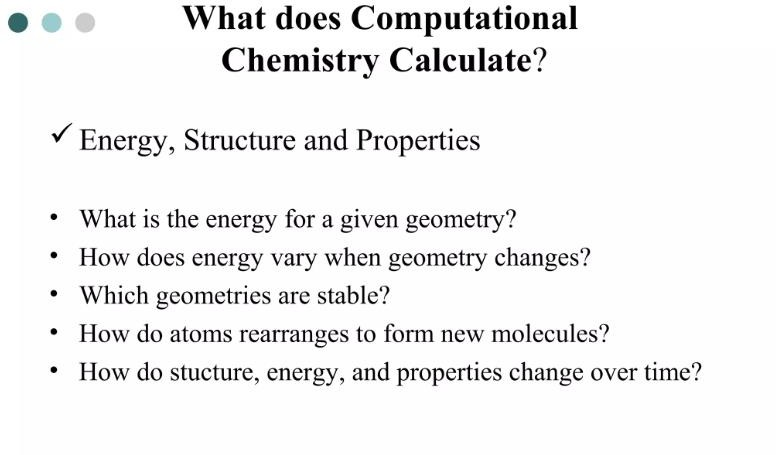 What does Computational
Chemistry Calculate?
✓ Energy, Structure and Properties
• What is the energy for a given geometry?
• How does energy vary when geometry changes?
• Which geometries are stable?
• How do atoms rearranges to form new molecules?
• How do stucture, energy, and properties change over time?